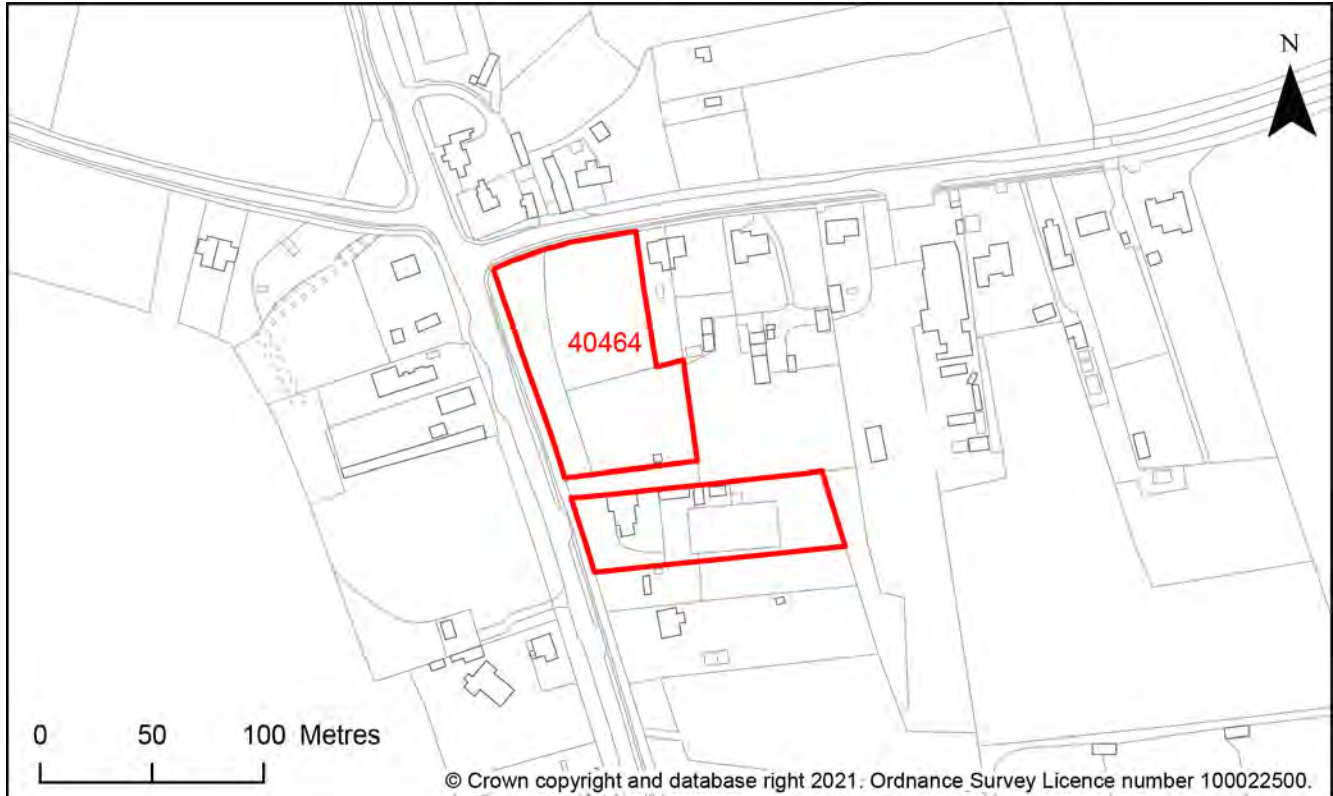 N
40464
0 50 100 Metres
© Crown copyright and database right 2021. Ordnance Survey Licence number 100022500.